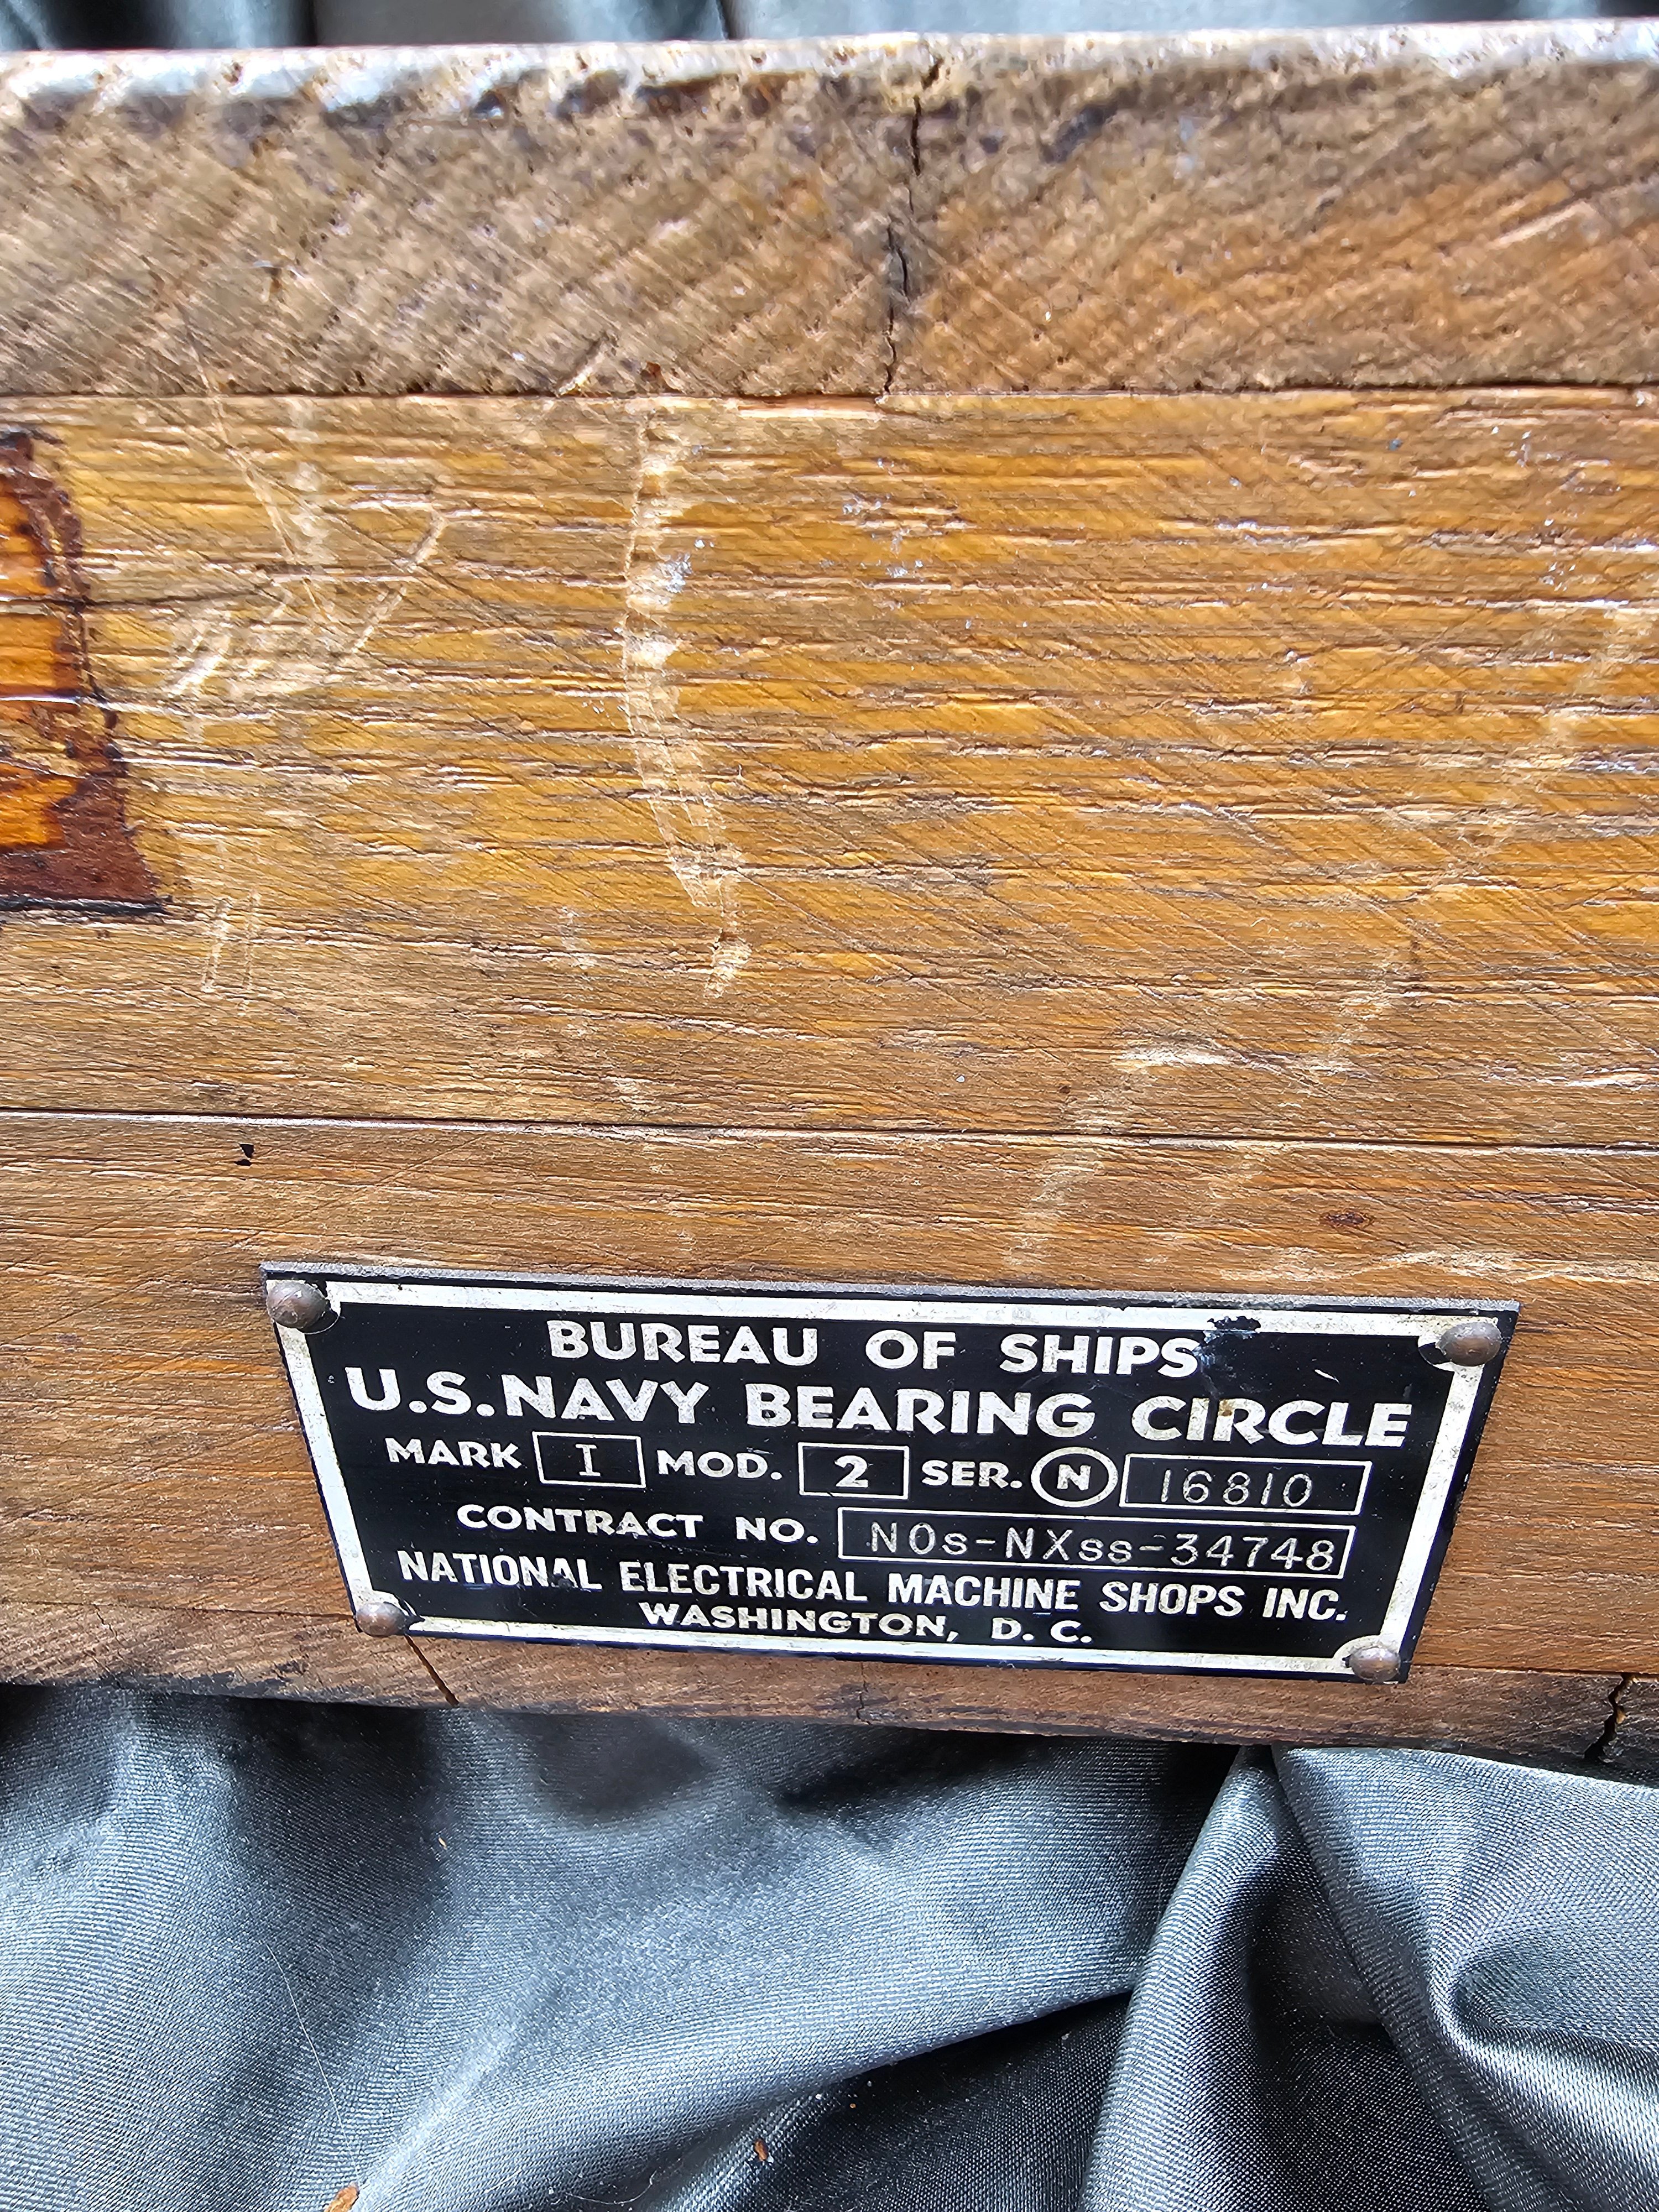 BUREAU OF SHIPS
U.S. NAVY BEARING CIRCLE
MARK I MOD. 2 SER. N 16810
CONTRACT NO. NOs-NXss-34748
NATIONAL ELECTRICAL MACHINE SHOPS INC.
WASHINGTON, D. C.